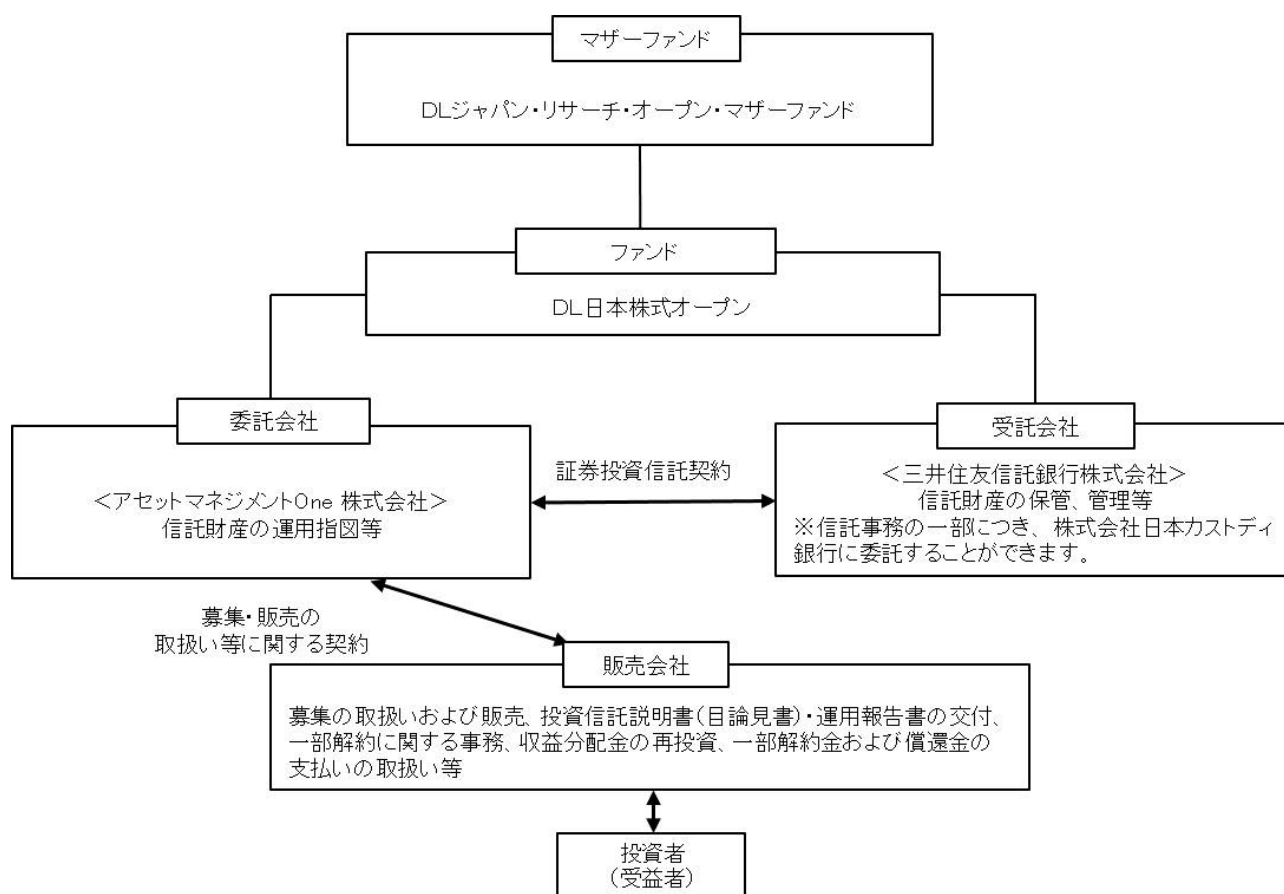 マザーファンド
DLジャパン・リサーチ・オープン・マザーファンド
ファンド
DL日本株式オープン
委託会社
＜アセットマネジメントOne 株式会社＞
信託財産の運用指図等
証券投資信託契約
受託会社
＜三井住友信託銀行株式会社＞
信託財産の保管、管理等
※信託事務の一部につき、株式会社日本カストディ
銀行に委託することができます。
募集・販売の
取扱い等に関する契約
販売会社
募集の取扱いおよび販売、投資信託説明書(目論見書)・運用報告書の交付、
一部解約に関する事務、収益分配金の再投資、一部解約金および償還金の
支払いの取扱い等
投資者
(受益者)